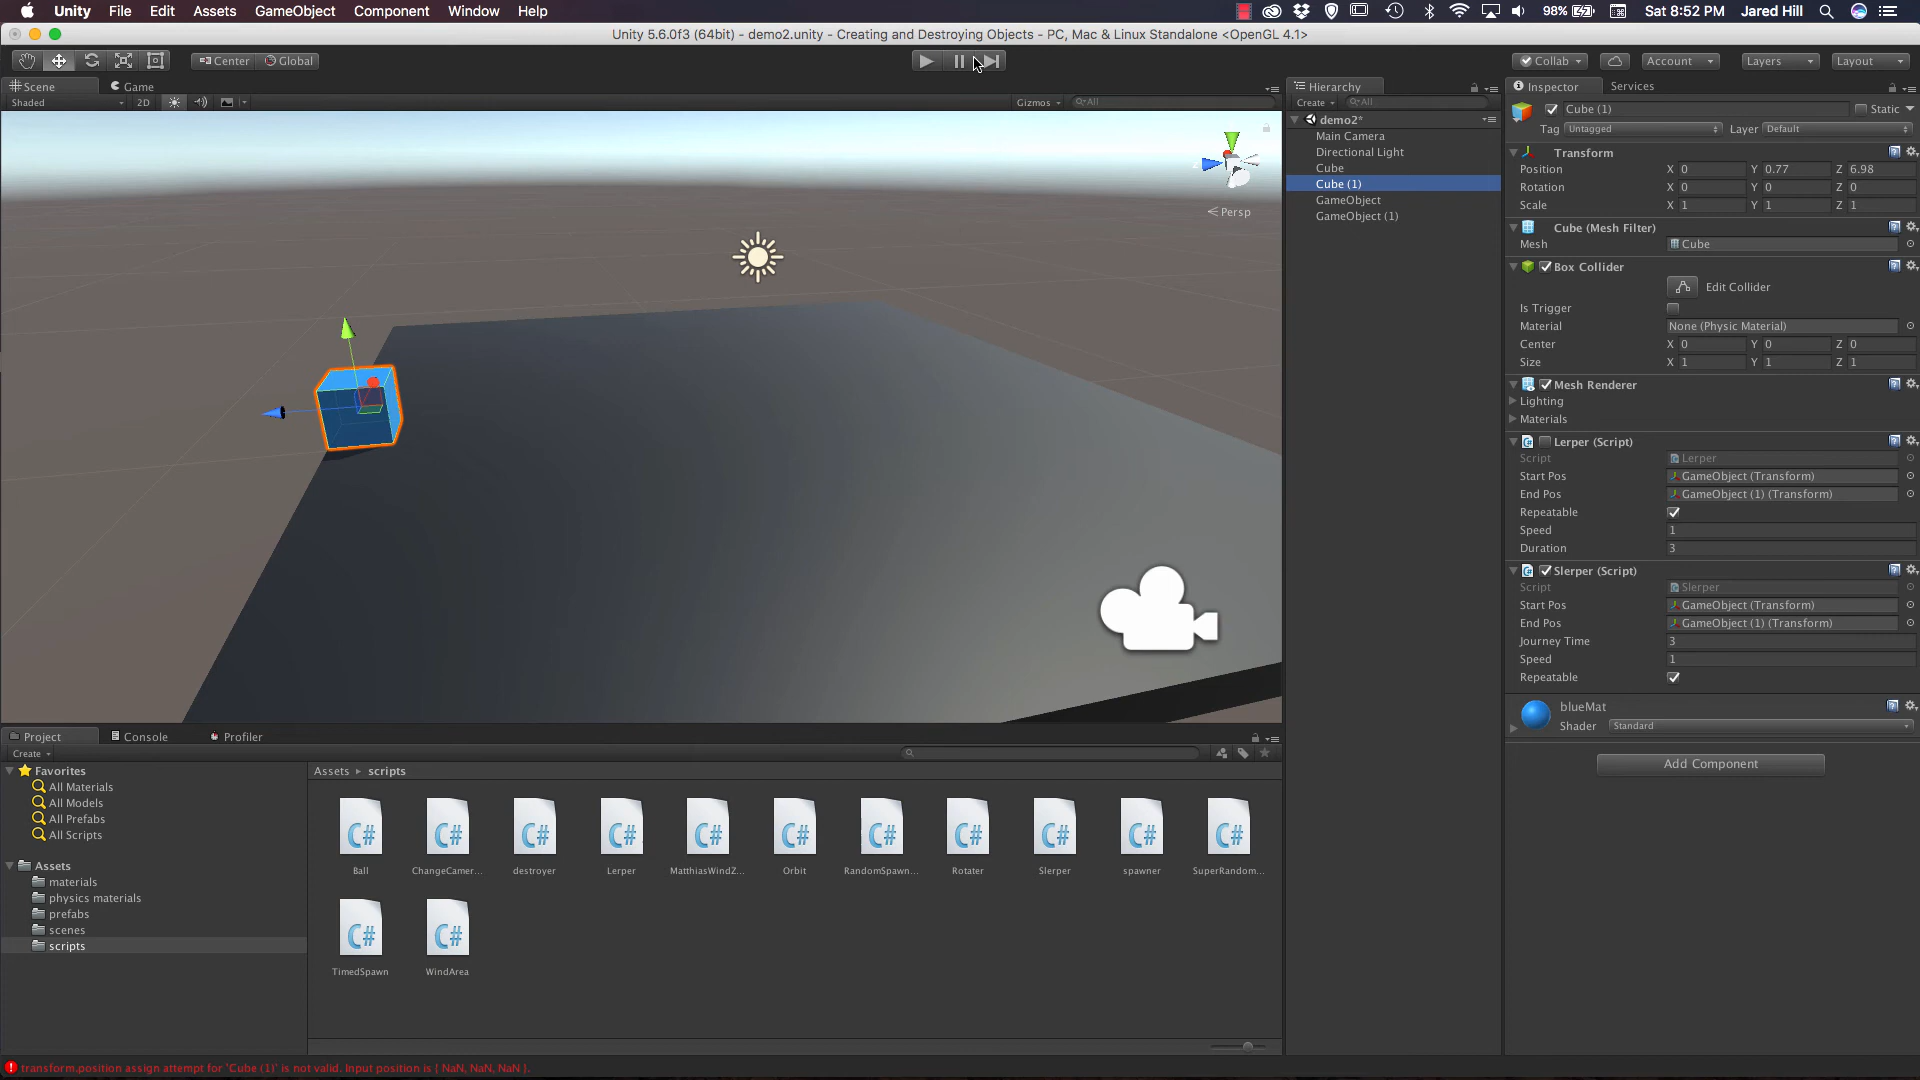 Unity File Edit Assets GameObject Component Window Help 98% Sat 8:52 PM Jared Hill
Unity 5.6.0f3 (64bit) - demo2.unity - Creating and Destroying Objects - PC, Mac & Linux Standalone <OpenGL 4.1>
Center Global Collab Account Layers Layout
Scene Game Hierarchy Inspector Services
Shaded 2D Gizmos All Create All
Cube (1) Static
demo2*
Tag Untagged Layer Default
Main Camera
Directional Light
Cube
Cube (1)
GameObject
GameObject (1)
Persp
Transform
Position X 0 Y 0.77 Z 6.98
Rotation X 0 Y 0 Z 0
Scale X 1 Y 1 Z 1
Cube (Mesh Filter)
Mesh Cube
Box Collider
Edit Collider
Is Trigger
Material None (Physic Material)
Center X 0 Y 0 Z 0
Size X 1 Y 1 Z 1
Mesh Renderer
Lighting
Materials
Lerper (Script)
Script Lerper
Start Pos GameObject (Transform)
End Pos GameObject (1) (Transform)
Repeatable
Speed 1
Duration 3
Slerper (Script)
Script Slerper
Start Pos GameObject (Transform)
End Pos GameObject (1) (Transform)
Journey Time 3
Speed 1
Repeatable
blueMat
Shader Standard
Add Component
Project Console Profiler
Create
Favorites
All Materials
All Models
All Prefabs
All Scripts
Assets
materials
physics materials
prefabs
scenes
scripts
Assets scripts
C# C# C# C# C# C# C# C# C# C# C#
Ball ChangeCamer... destroyer Lerper MatthiasWindZ... Orbit RandomSpawn... Rotater Slerper spawner SuperRandom...
C# C#
TimedSpawn WindArea
transform.position assign attempt for 'Cube (1)' is not valid. Input position is { NaN, NaN, NaN }.